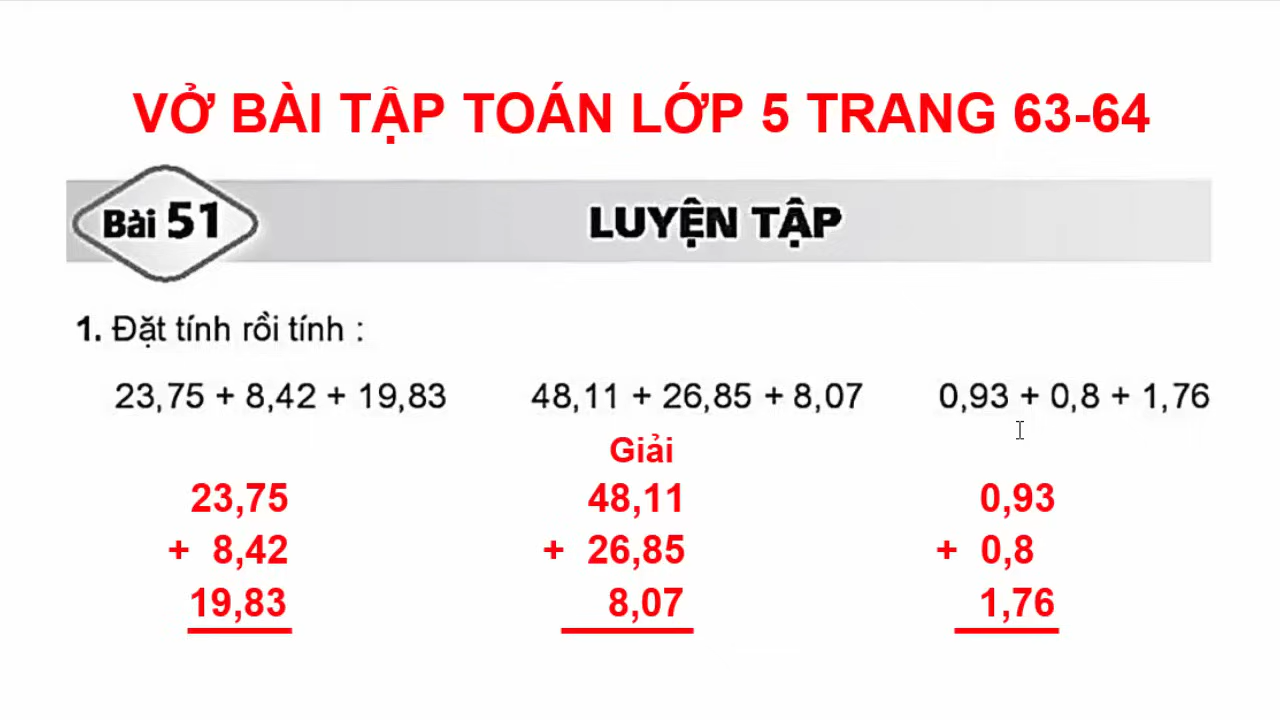 VỞ BÀI TẬP TOÁN LỚP 5 TRANG 63-64
Bài 51
LUYỆN TẬP
1. Đặt tính rồi tính :
23,75 + 8,42 + 19,83 48,11 + 26,85 + 8,07 0,93 + 0,8 + 1,76
Giải
23,75 48,11 0,93
+ 8,42 + 26,85 + 0,8
19,83 8,07 1,76